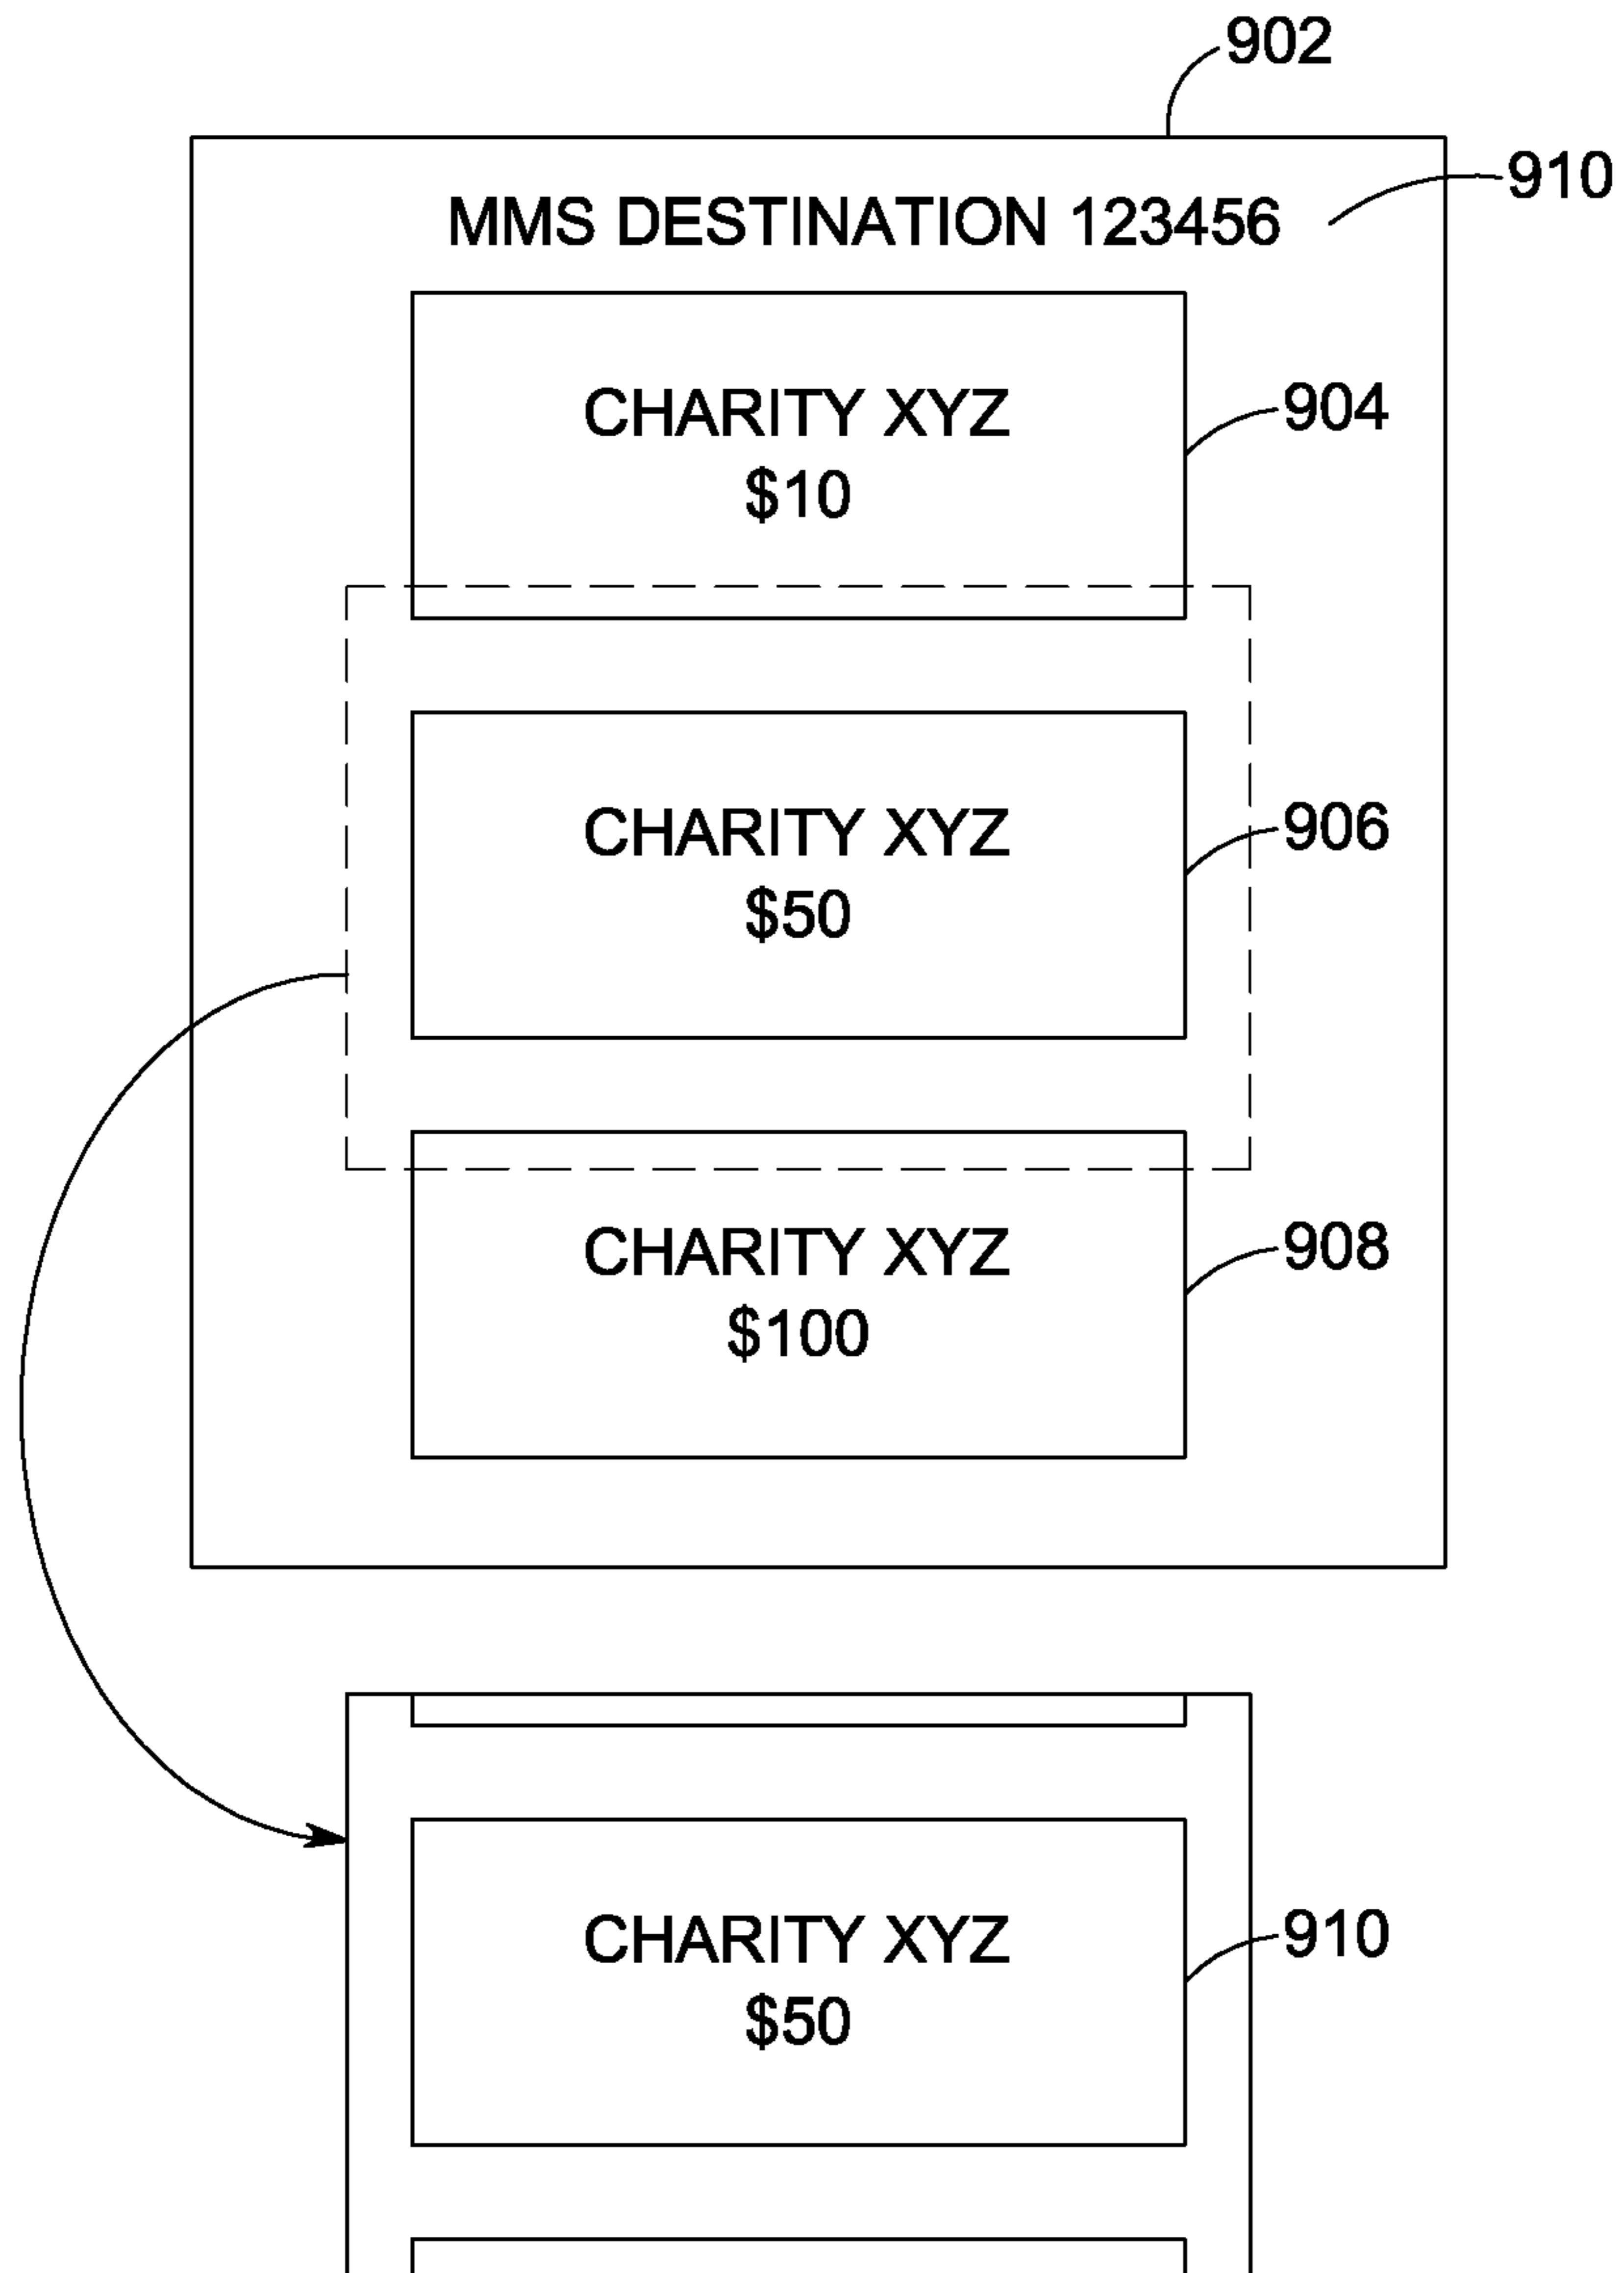 902
910
MMS DESTINATION 123456
CHARITY XYZ
904
$10
CHARITY XYZ
906
$50
CHARITY XYZ
908
$100
CHARITY XYZ
910
$50